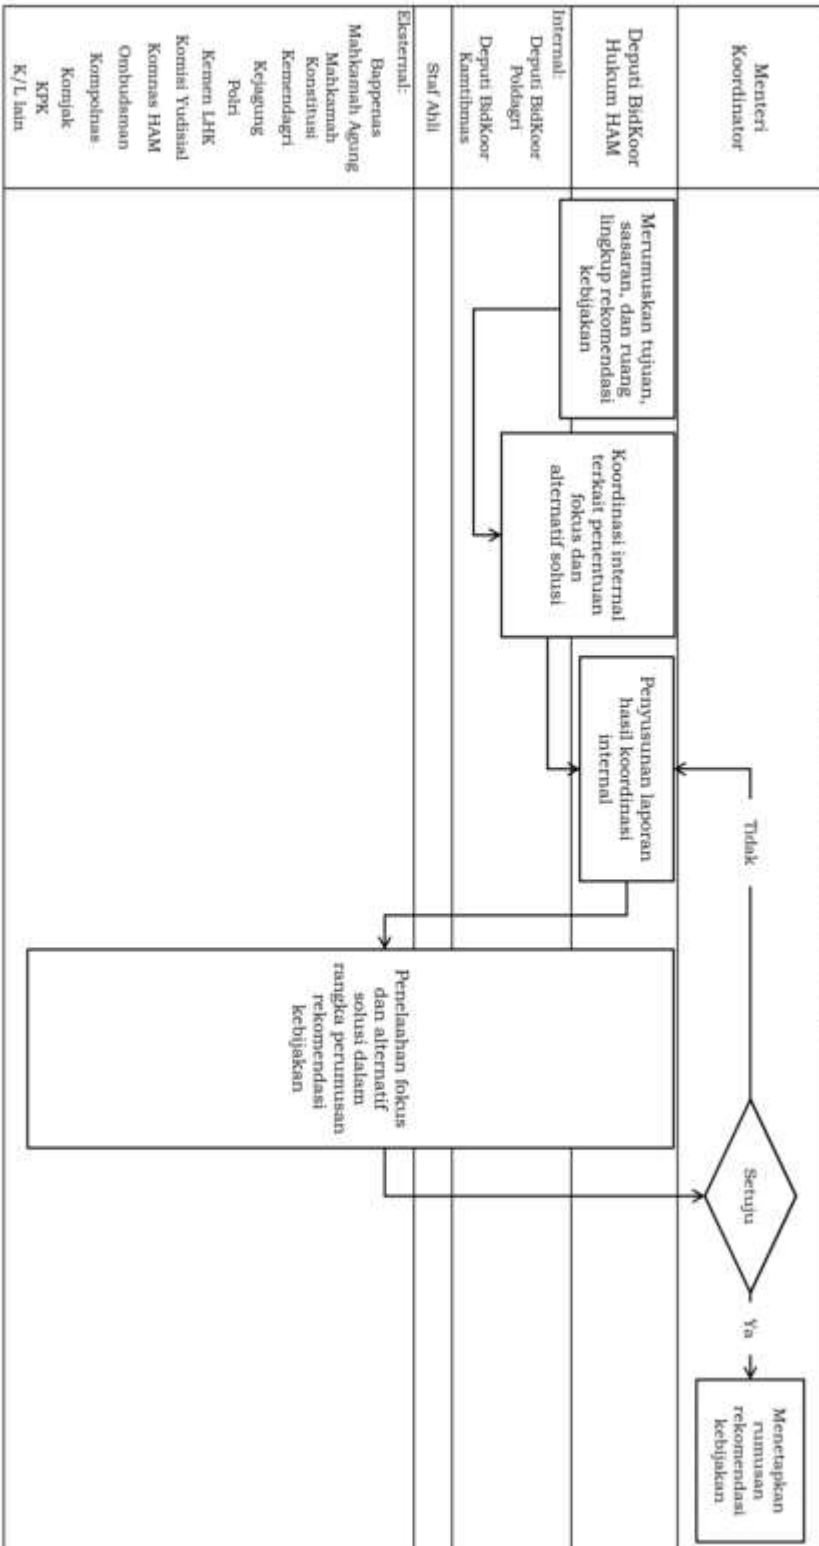 Menteri
Koordinator
Deputi BidKoor
Hukum HAM
Internal:
Deputi BidKoor
Poldagri
Deputi BidKoor
Kamtibmas
Staf Ahli
Eksternal:
Bappenas
Mahkamah Agung
Mahkamah
Konstitusi
Kejagung
Kemendagri
Polri
Kemen LHK
Komisi Yudisial
Komnas HAM
Ombudsman
Kompolnas
Komjak
KPK
K/L lain
Merumuskan tujuan,
sasaran, dan ruang
lingkup rekomendasi
kebijakan
Koordinasi internal
terkait penentuan
fokus dan
alternatif solusi
Penyusunan laporan
hasil koordinasi
internal
Tidak
Penelaahan fokus
dan alternatif
solusi dalam
rangka perumusan
rekomendasi
kebijakan
Setuju
Ya
Menetapkan
rumusan
rekomendasi
kebijakan